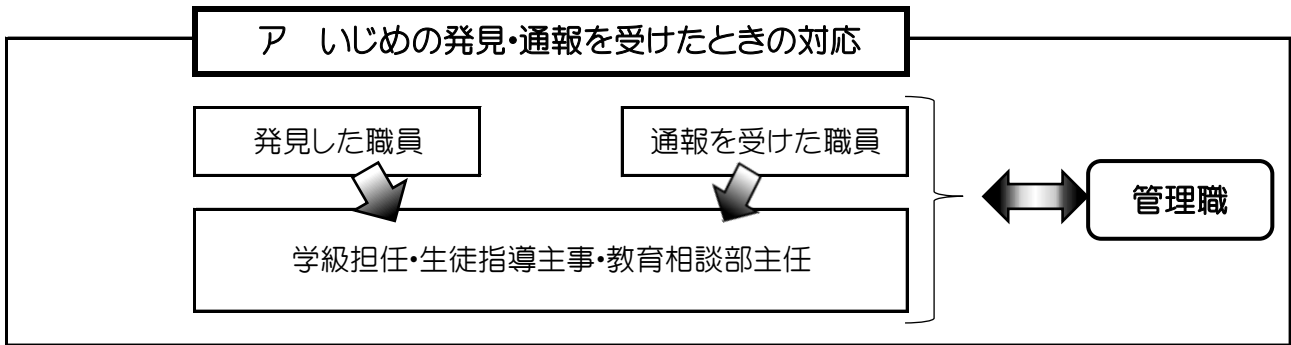 ア　いじめの発見・通報を受けたときの対応
発見した職員
通報を受けた職員
学級担任・生徒指導主事・教育相談部主任
管理職